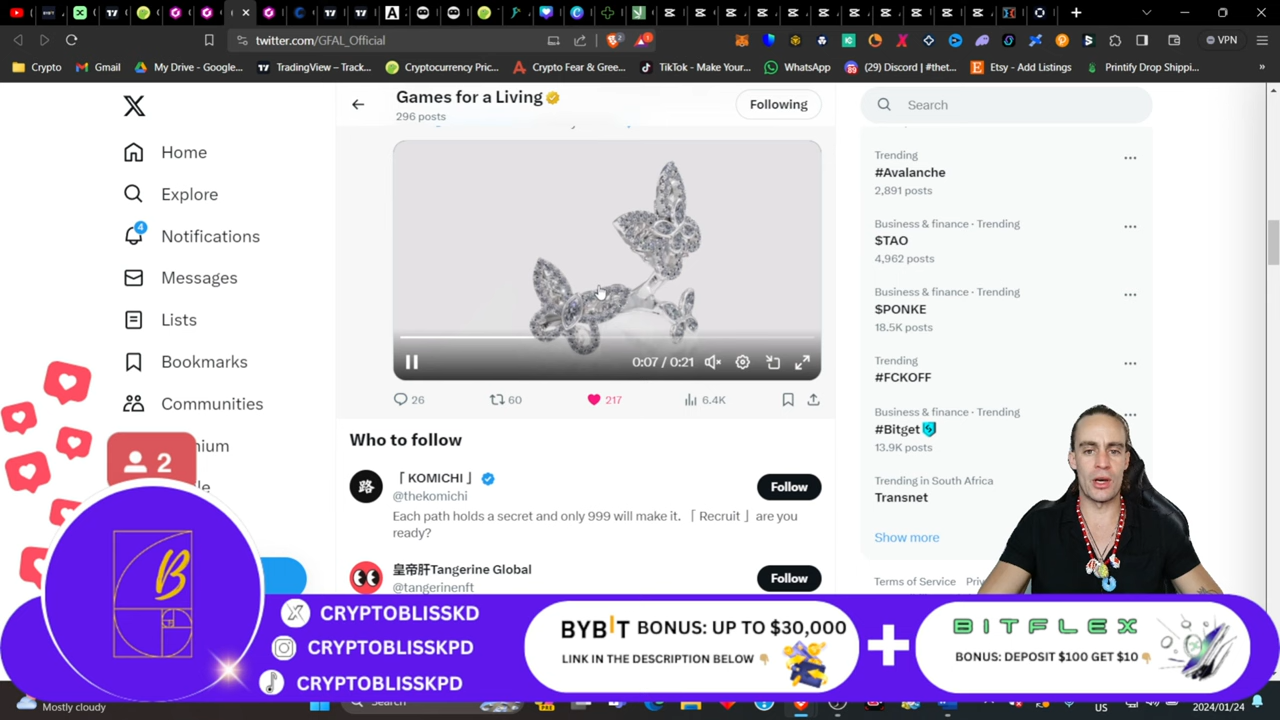 twitter.com/GFAL_Official
2
1
VPN
Crypto
Gmail
My Drive - Google...
TradingView – Track...
Cryptocurrency Pric...
Crypto Fear & Gree...
TikTok - Make Your...
WhatsApp
(29) Discord | #thet...
Etsy - Add Listings
Printify Drop Shippi...
»
Games for a Living
296 posts
Following
Search
Home
Explore
4
Notifications
Messages
Lists
Bookmarks
Communities
mium
le
0:07 / 0:21
26
60
217
6.4K
Who to follow
「 KOMICHI 」
@thekomichi
Follow
Each path holds a secret and only 999 will make it. 「 Recruit 」 are you
ready?
皇帝肝Tangerine Global
@tangerinenft
Follow
Trending
#Avalanche
2,891 posts
Business & finance · Trending
$TAO
4,962 posts
Business & finance · Trending
$PONKE
18.5K posts
Trending
#FCKOFF
Business & finance · Trending
#Bitget
13.9K posts
Trending in South Africa
Transnet
Show more
Terms of Service
2
B
CRYPTOBLISSKD
CRYPTOBLISSKPD
CRYPTOBLISSKPD
BYBIT BONUS: UP TO $30,000
LINK IN THE DESCRIPTION BELOW
+
BITFLEX
BONUS: DEPOSIT $100 GET $10
Mostly cloudy
Search
2024/01/24